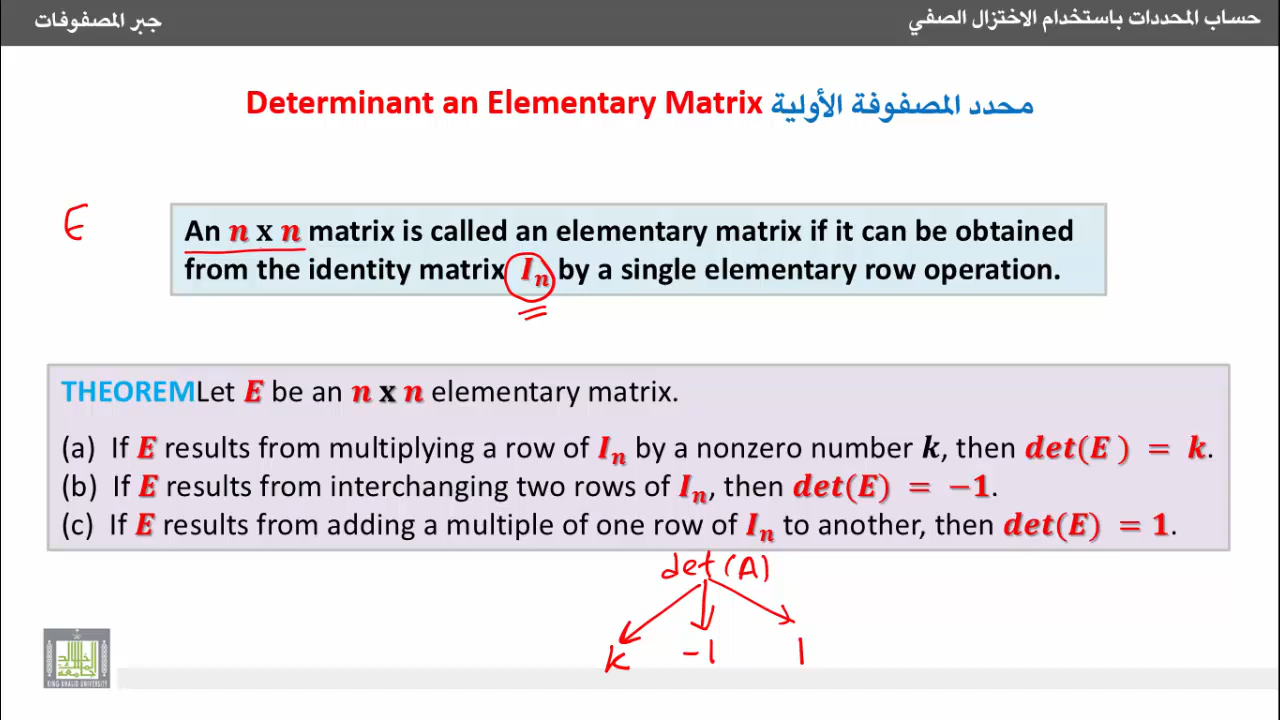 حساب المحددات باستخدام الاختزال الصفي
جبر المصفوفات
Determinant an Elementary Matrix محدد المصفوفة الأولية
E
An n x n matrix is called an elementary matrix if it can be obtained
from the identity matrix Iₙ by a single elementary row operation.
THEOREMLet E be an n x n elementary matrix.
(a) If E results from multiplying a row of Iₙ by a nonzero number k, then det(E ) = k.
(b) If E results from interchanging two rows of Iₙ, then det(E) = −1.
(c) If E results from adding a multiple of one row of Iₙ to another, then det(E) = 1.
det(A)
k -1 1
KING KHALID UNIVERSITY